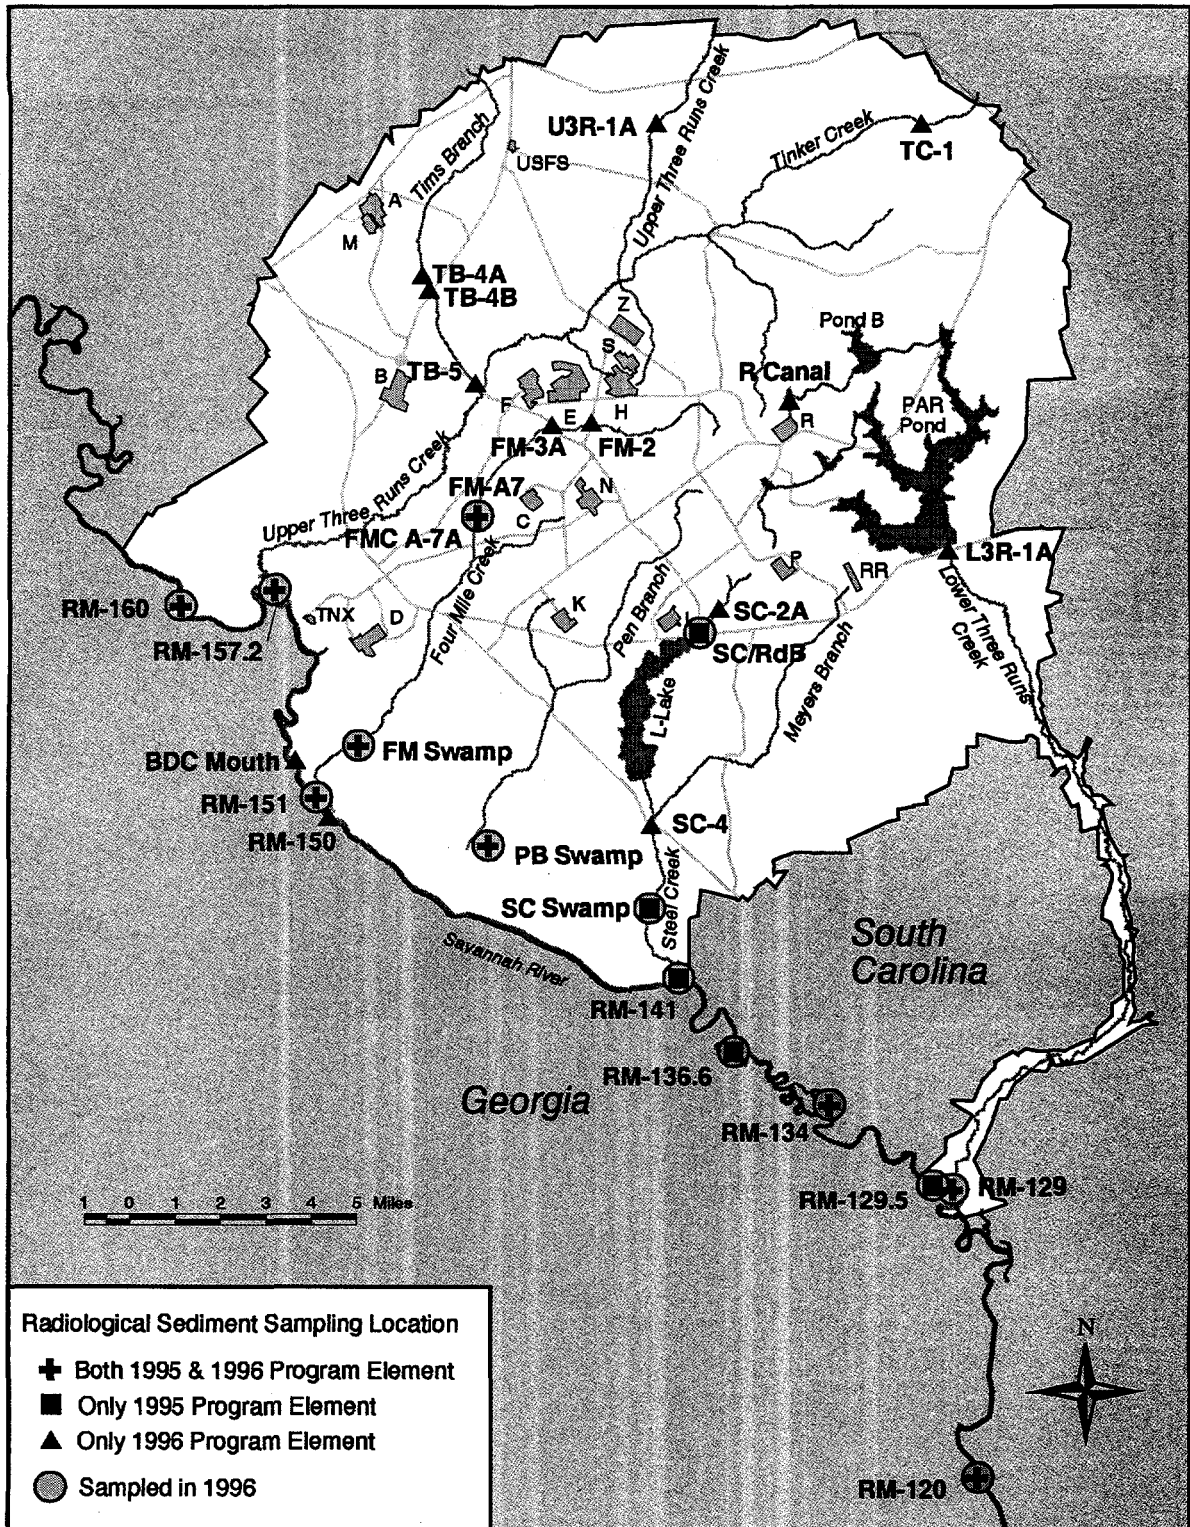 Upper Three Runs Creek
U3R-1A
Tinker Creek
TC-1
Tims Branch
USFS
A
M
TB-4A
TB-4B
Z
S
Pond B
B
TB-5
R Canal
F
E
H
PAR
Pond
R
FM-3A
FM-2
Upper Three Runs Creek
FM-A7
N
C
FMC A-7A
L3R-1A
P
RR
RM-160
TNX
D
K
Four Mile Creek
Pen Branch
L
SC-2A
SC/RdB
Lower Three Runs
Creek
RM-157.2
L-Lake
Meyers Branch
BDC Mouth
FM Swamp
RM-151
RM-150
SC-4
PB Swamp
SC Swamp
Steel Creek
Savannah River
South
Carolina
RM-141
RM-136.6
Georgia
RM-134
RM-129.5
RM-129
1 0 1 2 3 4 5 Miles
Radiological Sediment Sampling Location
Both 1995 & 1996 Program Element
Only 1995 Program Element
Only 1996 Program Element
Sampled in 1996
N
RM-120